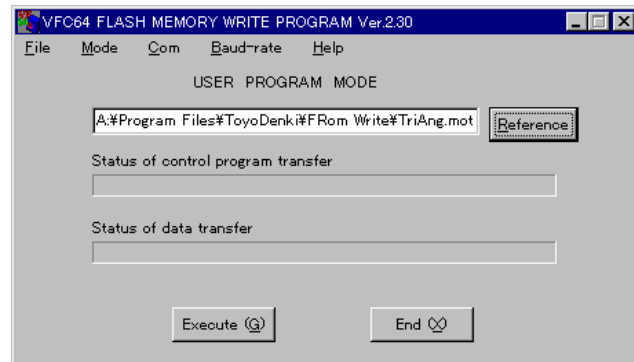 VFC64 FLASH MEMORY WRITE PROGRAM Ver.2.30
File Mode Com Baud-rate Help
USER PROGRAM MODE
A:¥Program Files¥ToyoDenki¥FRom Write¥TriAng.mot Reference
Status of control program transfer
Status of data transfer
Execute (G) End (X)